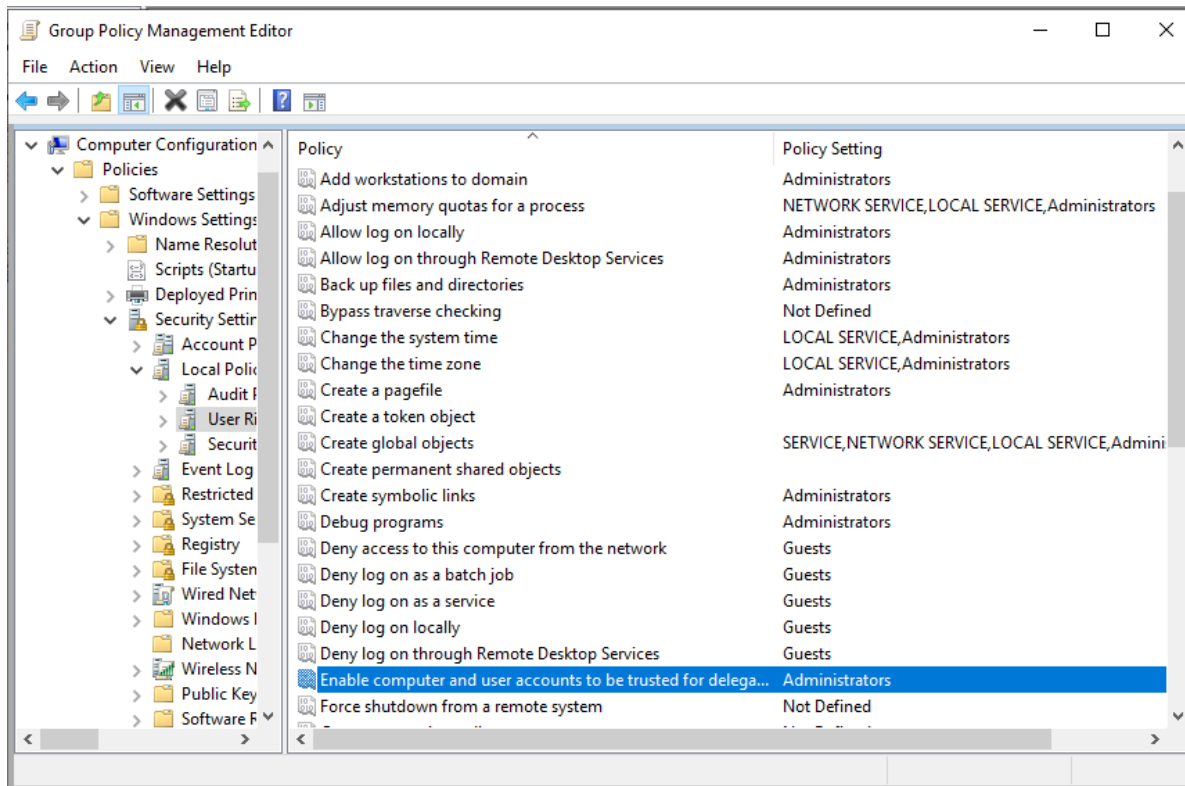 Group Policy Management Editor
File Action View Help
Computer Configuration
Policies
Software Settings
Windows Settings
Name Resolut
Scripts (Startu
Deployed Prin
Security Settin
Account P
Local Polic
Audit P
User Ri
Securit
Event Log
Restricted
System Se
Registry
File System
Wired Net
Windows
Network L
Wireless N
Public Key
Software R
Policy Policy Setting
Add workstations to domain Administrators
Adjust memory quotas for a process NETWORK SERVICE,LOCAL SERVICE,Administrators
Allow log on locally Administrators
Allow log on through Remote Desktop Services Administrators
Back up files and directories Administrators
Bypass traverse checking Not Defined
Change the system time LOCAL SERVICE,Administrators
Change the time zone LOCAL SERVICE,Administrators
Create a pagefile Administrators
Create a token object
Create global objects SERVICE,NETWORK SERVICE,LOCAL SERVICE,Admini
Create permanent shared objects
Create symbolic links Administrators
Debug programs Administrators
Deny access to this computer from the network Guests
Deny log on as a batch job Guests
Deny log on as a service Guests
Deny log on locally Guests
Deny log on through Remote Desktop Services Guests
Enable computer and user accounts to be trusted for delega... Administrators
Force shutdown from a remote system Not Defined